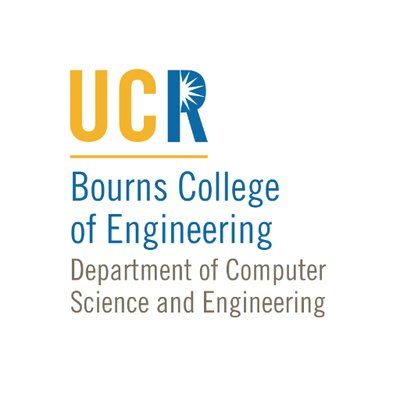 UCR
Bourns College
of Engineering
Department of Computer
Science and Engineering